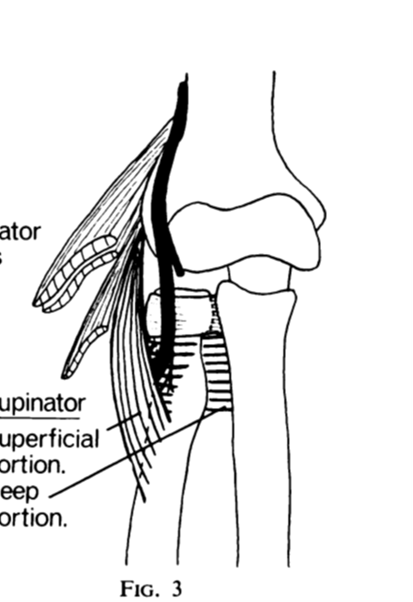 ator
s
upinator
uperficial
ortion.
eep
ortion.
FIG. 3